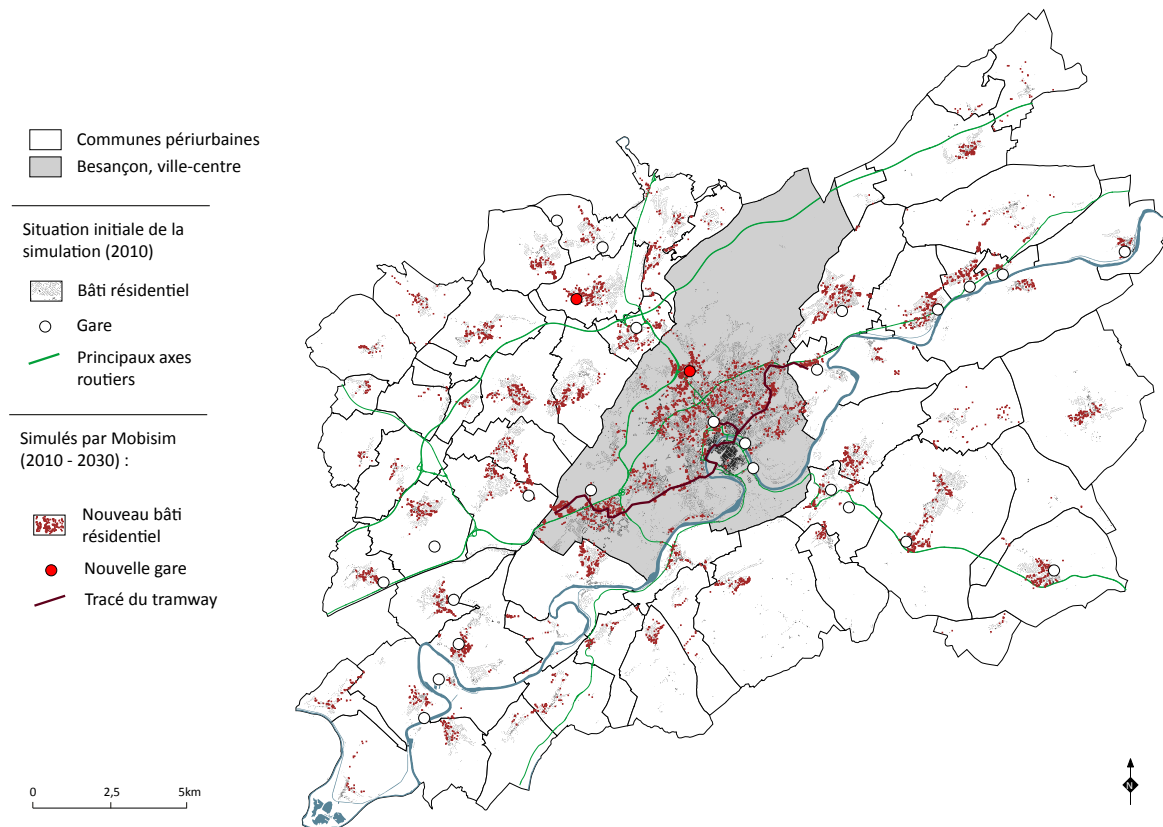 Communes périurbaines
Besançon, ville-centre
Situation initiale de la
simulation (2010)
Bâti résidentiel
Gare
Principaux axes
routiers
Simulés par Mobisim
(2010 - 2030) :
Nouveau bâti
résidentiel
Nouvelle gare
Tracé du tramway
0 2,5 5km
N